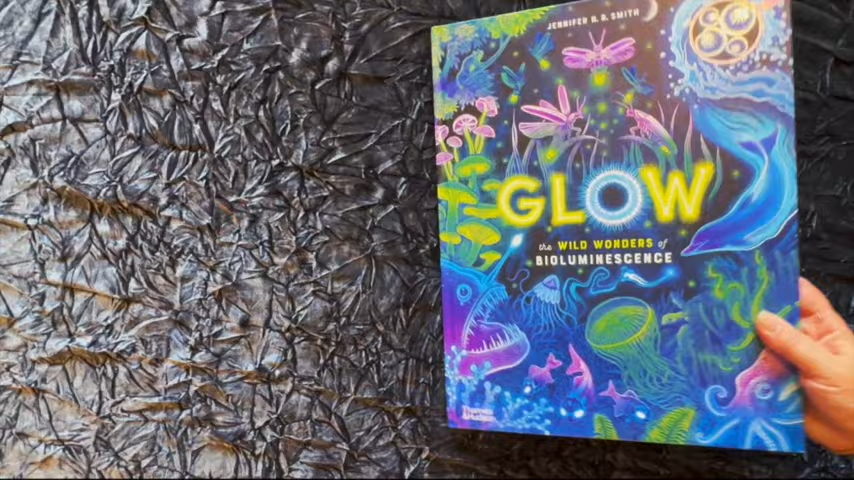 JENNIFER N. R. SMITH
GLOW
the WILD WONDERS of
BIOLUMINESCENCE